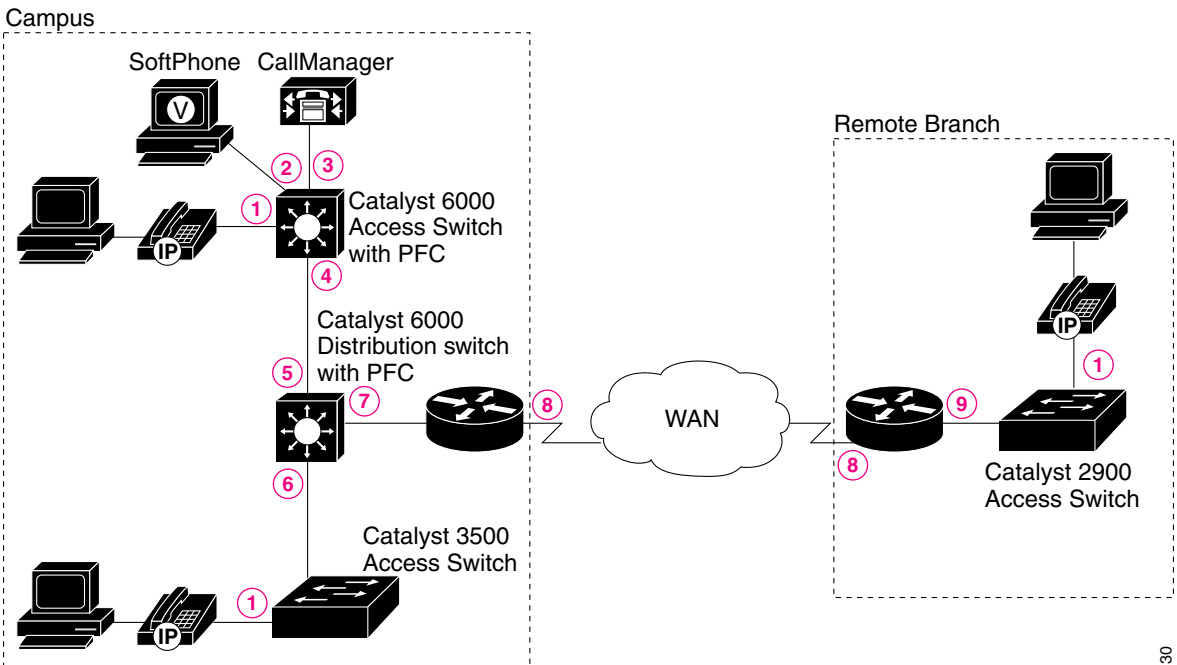 Campus
SoftPhone
CallManager
V
2
3
1
Catalyst 6000
Access Switch
with PFC
IP
4
Catalyst 6000
Distribution switch
with PFC
5
7
8
6
Catalyst 3500
Access Switch
1
IP
WAN
Remote Branch
IP
1
9
8
Catalyst 2900
Access Switch
30